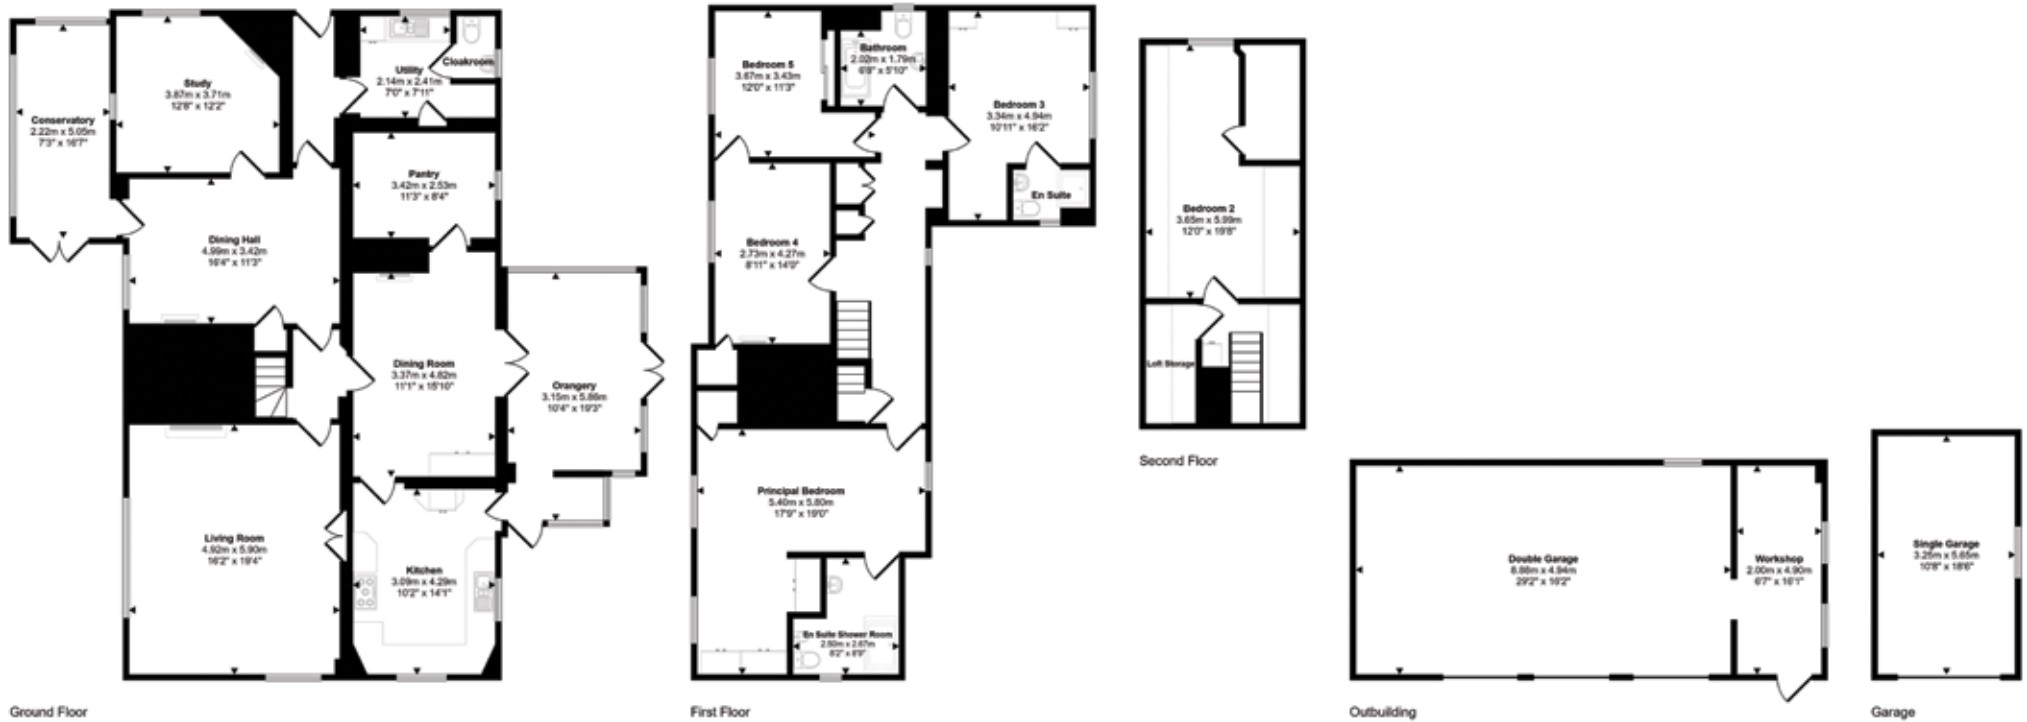 Study
3.87m x 3.71m
12'8" x 12'2"
Conservatory
2.22m x 5.05m
7'3" x 16'7"
Utility
2.14m x 2.41m
7'0" x 7'11"
Cloakroom
Pantry
3.42m x 2.53m
11'3" x 8'4"
Dining Hall
4.99m x 3.42m
16'4" x 11'3"
Dining Room
3.37m x 4.82m
11'1" x 15'10"
Orangery
3.15m x 5.86m
10'4" x 19'3"
Living Room
4.92m x 5.90m
16'2" x 19'4"
Kitchen
3.09m x 4.29m
10'2" x 14'1"
Ground Floor
Bedroom 5
3.67m x 3.43m
12'0" x 11'3"
Bathroom
2.02m x 1.79m
6'8" x 5'10"
Bedroom 3
3.34m x 4.94m
10'11" x 16'2"
En Suite
Bedroom 4
2.73m x 4.27m
8'11" x 14'0"
Principal Bedroom
5.40m x 5.80m
17'9" x 19'0"
En Suite Shower Room
2.50m x 2.67m
8'2" x 8'9"
First Floor
Bedroom 2
3.65m x 5.99m
12'0" x 19'8"
Loft Storage
Second Floor
Double Garage
8.88m x 4.94m
29'2" x 16'2"
Workshop
2.00m x 4.90m
6'7" x 16'1"
Outbuilding
Single Garage
3.25m x 5.65m
10'8" x 18'6"
Garage